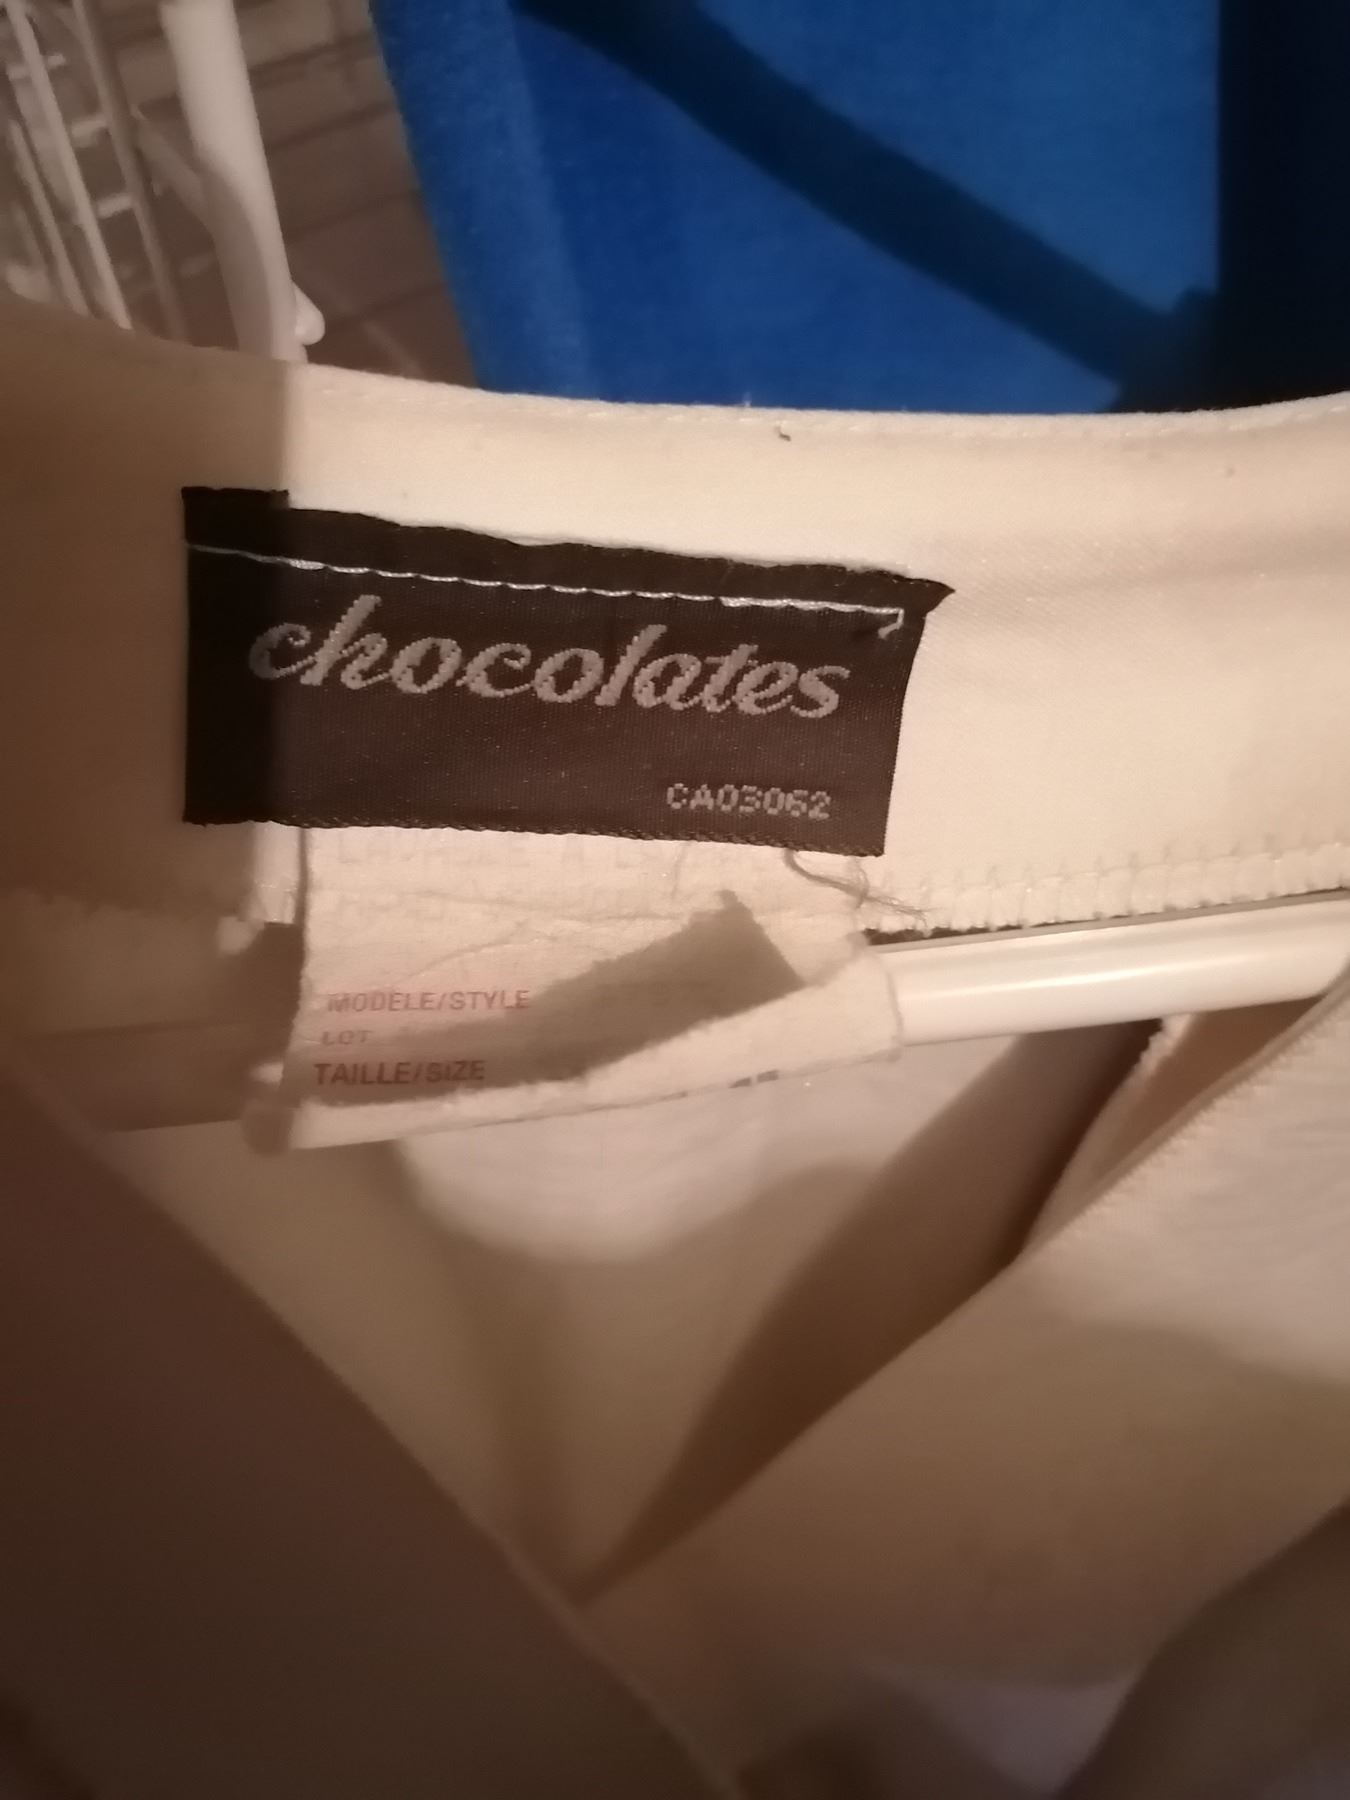 chocolates
CA03062
MODELE/STYLE
LOT
TAILLE/SIZE